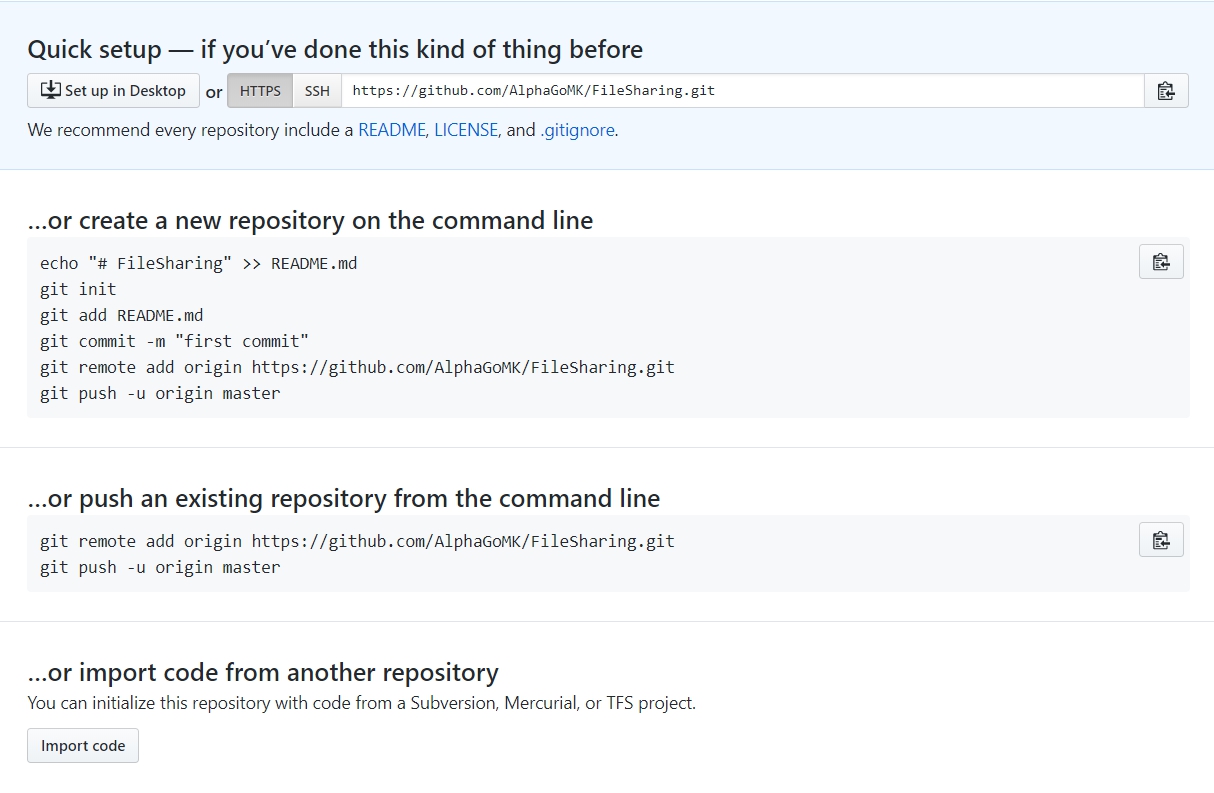 Quick setup — if you’ve done this kind of thing before
Set up in Desktop or HTTPS SSH https://github.com/AlphaGoMK/FileSharing.git
We recommend every repository include a README, LICENSE, and .gitignore.
…or create a new repository on the command line
echo "# FileSharing" >> README.md
git init
git add README.md
git commit -m "first commit"
git remote add origin https://github.com/AlphaGoMK/FileSharing.git
git push -u origin master
…or push an existing repository from the command line
git remote add origin https://github.com/AlphaGoMK/FileSharing.git
git push -u origin master
…or import code from another repository
You can initialize this repository with code from a Subversion, Mercurial, or TFS project.
Import code